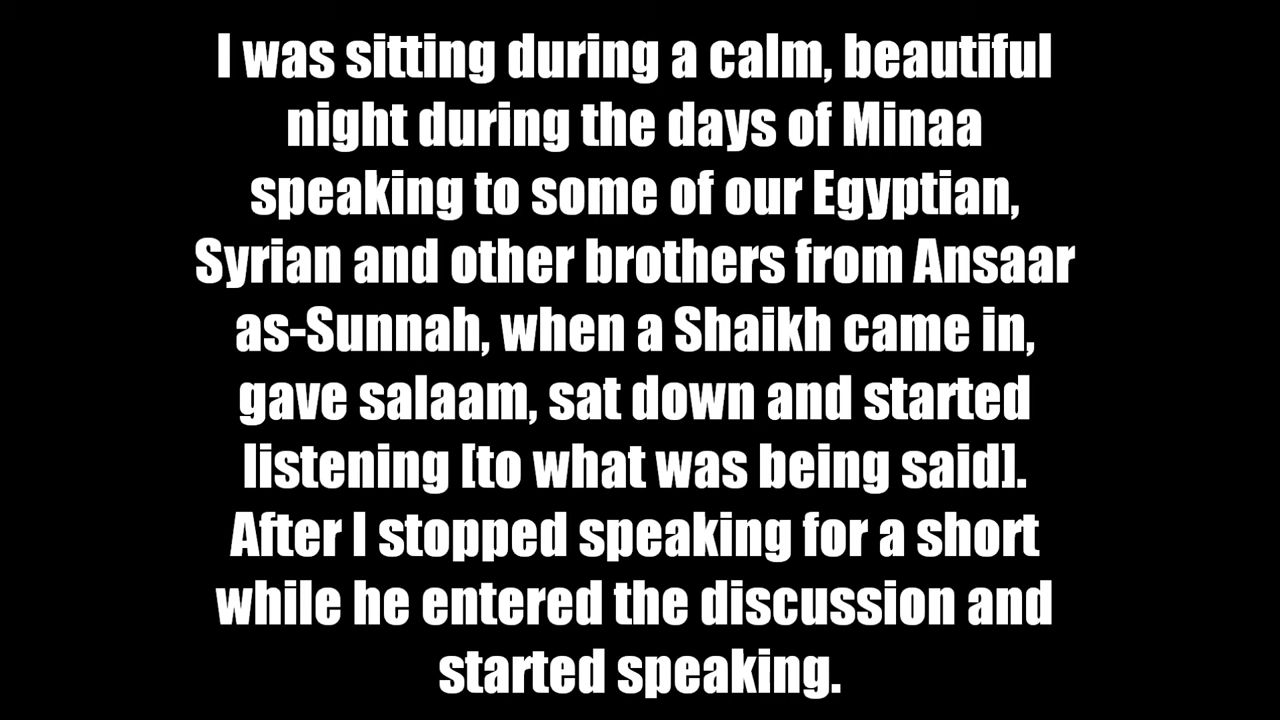 I was sitting during a calm, beautiful
night during the days of Minaa
speaking to some of our Egyptian,
Syrian and other brothers from Ansaar
as-Sunnah, when a Shaikh came in,
gave salaam, sat down and started
listening [to what was being said].
After I stopped speaking for a short
while he entered the discussion and
started speaking.